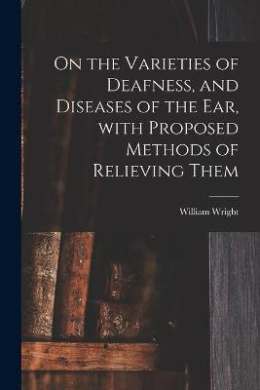 On the Varieties of
Deafness, and
Diseases of the Ear,
with Proposed
Methods of
Relieving Them
William Wright